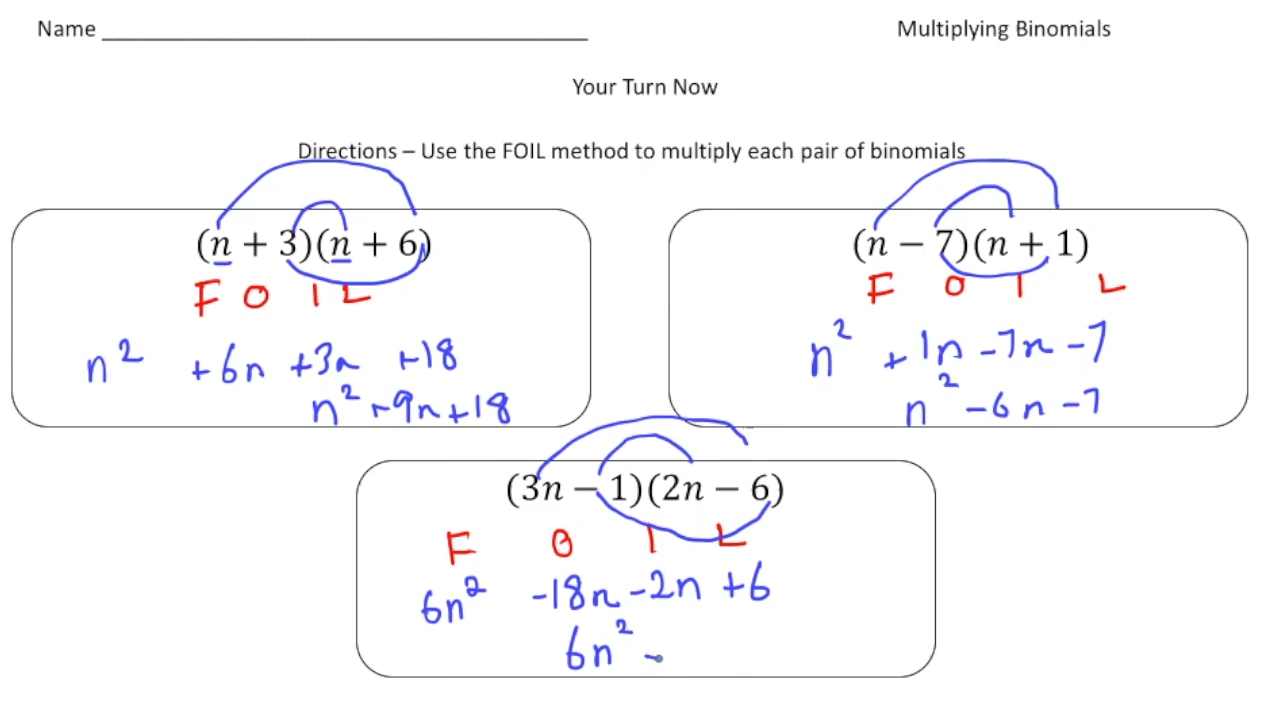 Name ______________________ Multiplying Binomials
Your Turn Now
Directions – Use the FOIL method to multiply each pair of binomials
(n + 3)(n + 6)
F O I L
n² +6n +3n +18
n² +9n +18
(n − 7)(n + 1)
F O I L
n² +1n −7n −7
n² −6n −7
(3n − 1)(2n − 6)
F O I L
6n² −18n −2n +6
6n² −